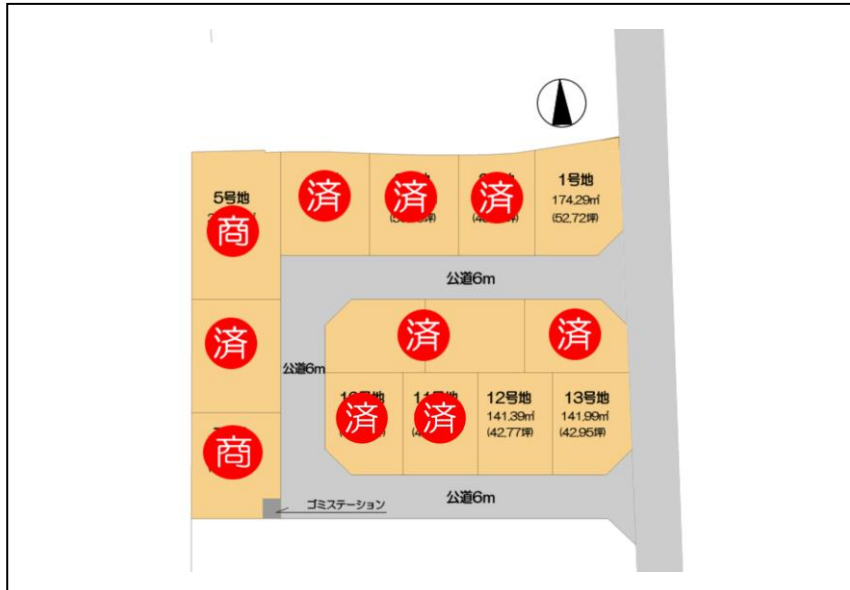 5号地
商
済
済
済
1号地
174.29㎡
(52.72坪)
公道6m
済
済
済
公道6m
済
済
12号地
141.39㎡
(42.77坪)
13号地
141.99㎡
(42.95坪)
商
ゴミステーション
公道6m